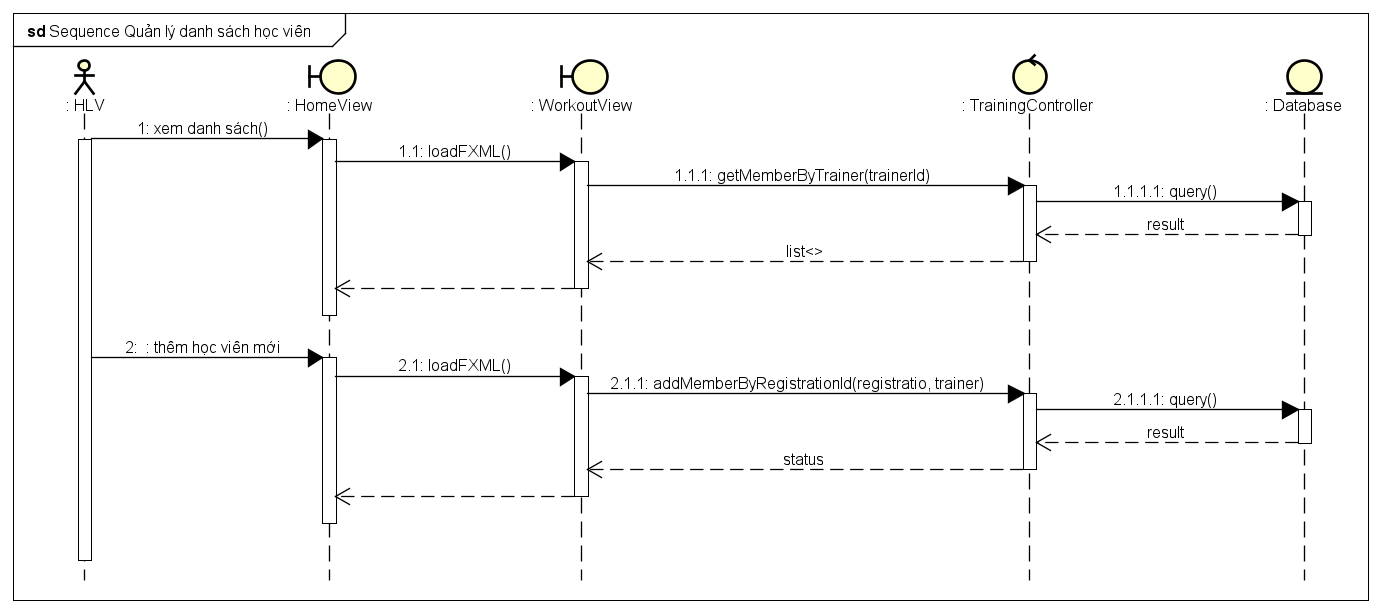 sd Sequence Quản lý danh sách học viên
: HLV
: HomeView
: WorkoutView
: TrainingController
: Database
1: xem danh sách()
1.1: loadFXML()
1.1.1: getMemberByTrainer(trainerId)
1.1.1.1: query()
result
list<>
2: : thêm học viên mới
2.1: loadFXML()
2.1.1: addMemberByRegistrationId(registratio, trainer)
2.1.1.1: query()
result
status